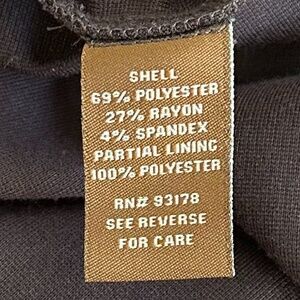 SHELL
69% POLYESTER
27% RAYON
4% SPANDEX
PARTIAL LINING
100% POLYESTER
RN# 93178
SEE REVERSE
FOR CARE